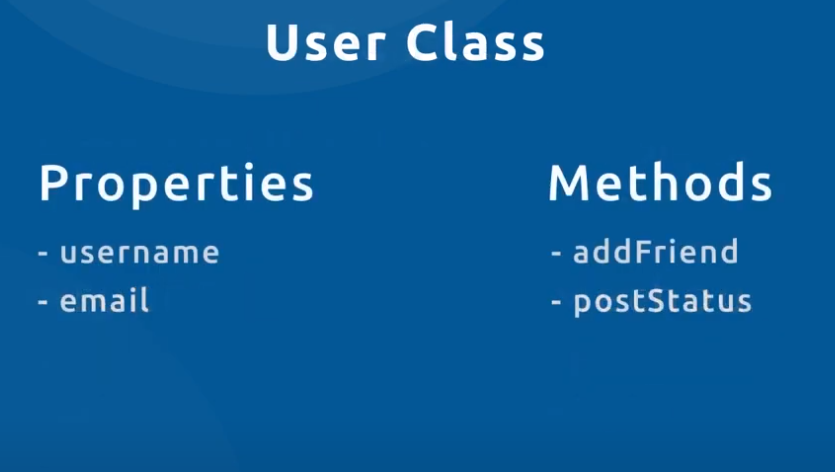 User Class
Properties
- username
- email
Methods
- addFriend
- postStatus